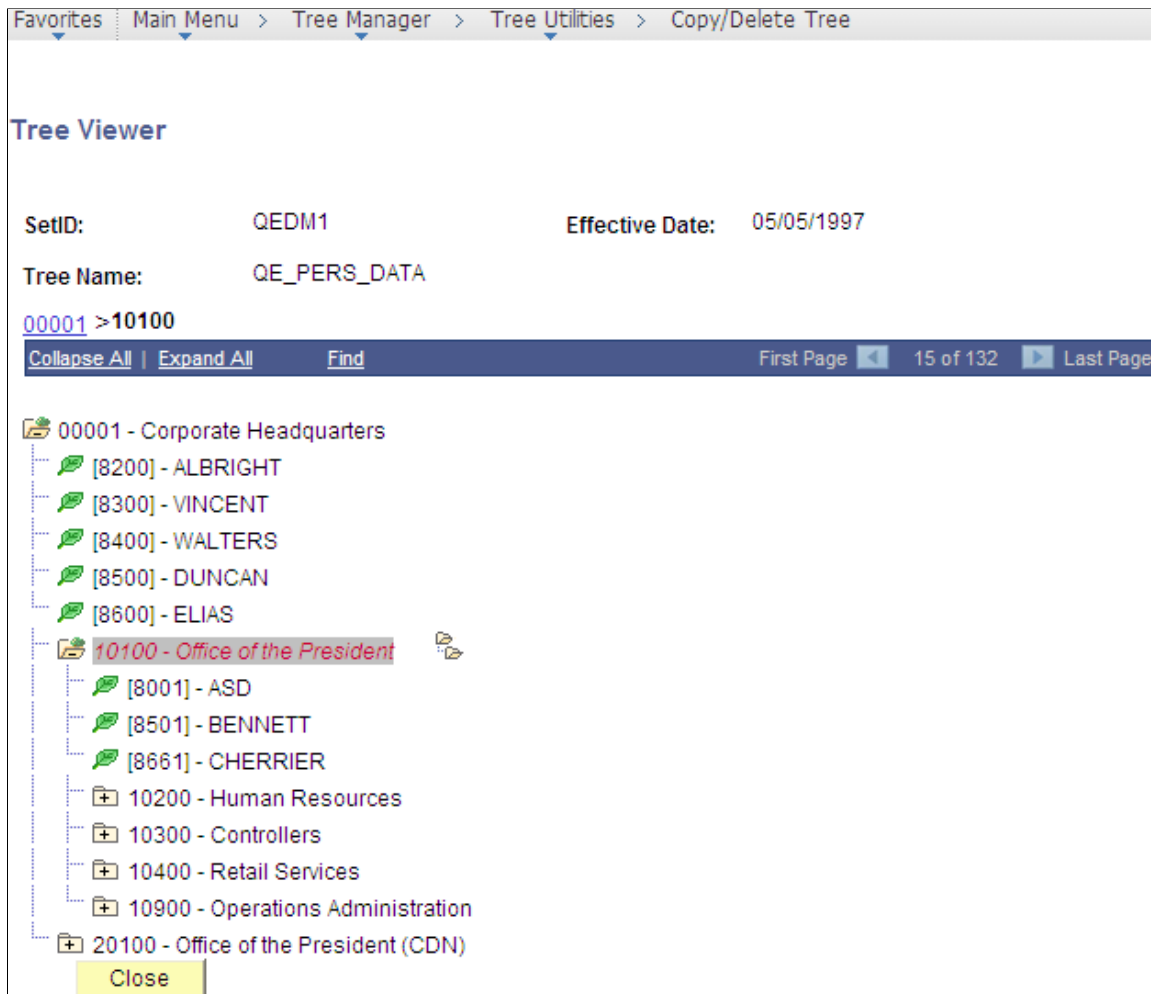 Favorites Main Menu > Tree Manager > Tree Utilities > Copy/Delete Tree
Tree Viewer
SetID: QEDM1 Effective Date: 05/05/1997
Tree Name: QE_PERS_DATA
00001 >10100
Collapse All | Expand All Find First Page 15 of 132 Last Page
00001 - Corporate Headquarters
[8200] - ALBRIGHT
[8300] - VINCENT
[8400] - WALTERS
[8500] - DUNCAN
[8600] - ELIAS
10100 - Office of the President
[8001] - ASD
[8501] - BENNETT
[8661] - CHERRIER
10200 - Human Resources
10300 - Controllers
10400 - Retail Services
10900 - Operations Administration
20100 - Office of the President (CDN)
Close